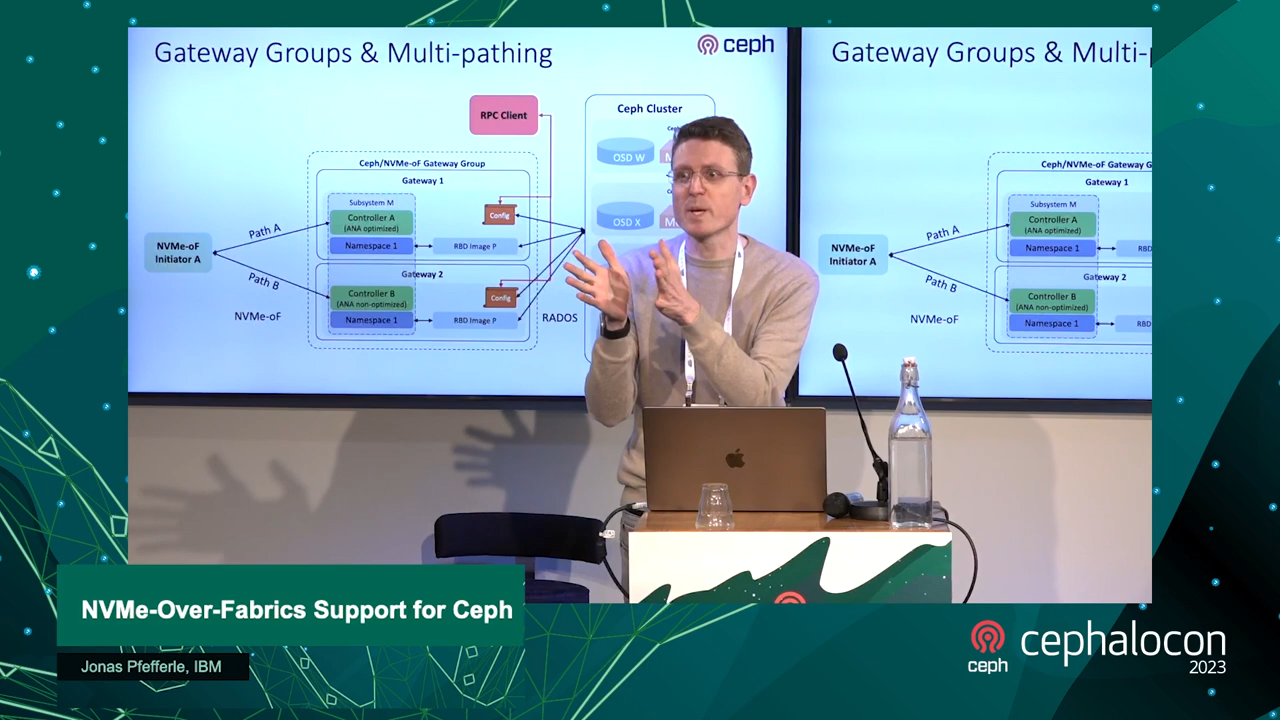 Gateway Groups & Multi-pathing
ceph
RPC Client
Ceph Cluster
OSD W
OSD X
Ceph/NVMe-oF Gateway Group
Gateway 1
Subsystem M
Controller A
(ANA optimized)
Namespace 1
Config
RBD Image P
Gateway 2
Controller B
(ANA non-optimized)
Namespace 1
Config
RBD Image P
NVMe-oF
Initiator A
Path A
Path B
NVMe-oF
RADOS
Gateway Groups & Multi-
Ceph/NVMe-oF Gateway G
Gateway 1
Subsystem M
Controller A
(ANA optimized)
Namespace 1
RBD
Gateway 2
Controller B
(ANA non-optimized)
Namespace 1
RBD
NVMe-oF
Initiator A
Path A
Path B
NVMe-oF
NVMe-Over-Fabrics Support for Ceph
Jonas Pfefferle, IBM
ceph
cephalocon
2023